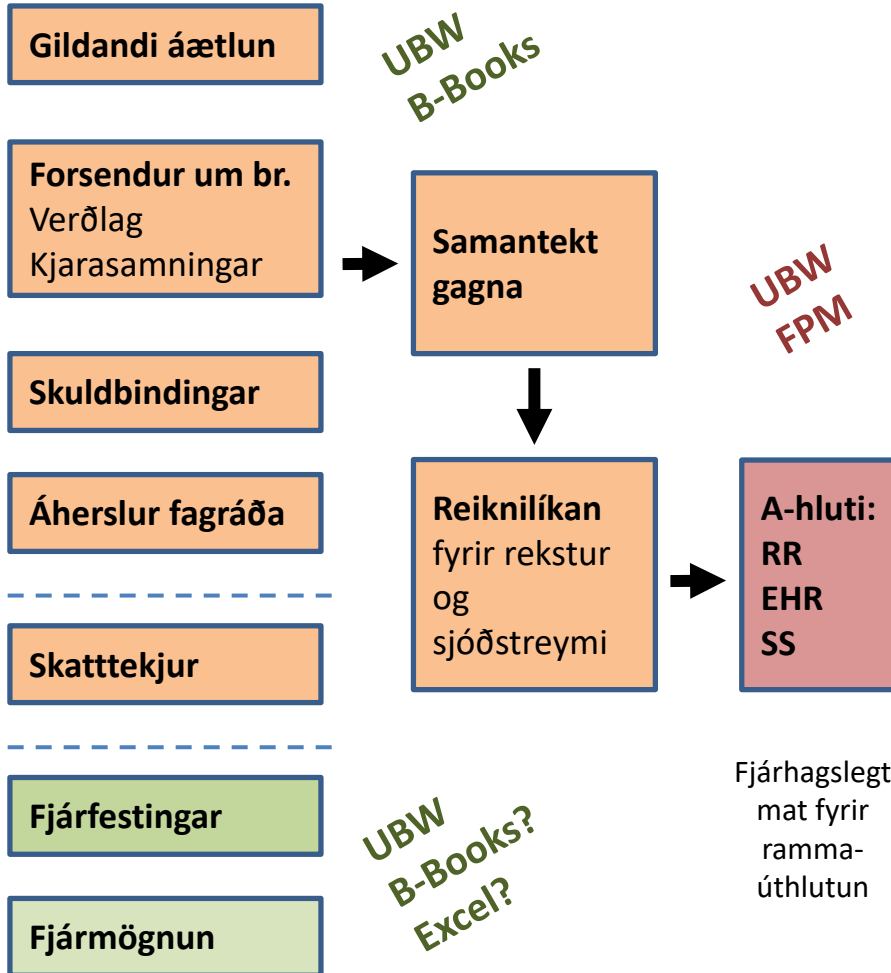 Gildandi áætlun
UBW
B-Books
Forsendur um br.
Verðlag
Kjarasamningar
Samantekt
gagna
UBW
FPM
Skuldbindingar
Áherslur fagráða
Reiknilíkan
fyrir rekstur
og
sjóðstreymi
A-hluti:
RR
EHR
SS
Skatttekjur
Fjárfestingar
UBW
B-Books?
Excel?
Fjárhagslegt
mat fyrir
ramma-
úthlutun
Fjármögnun